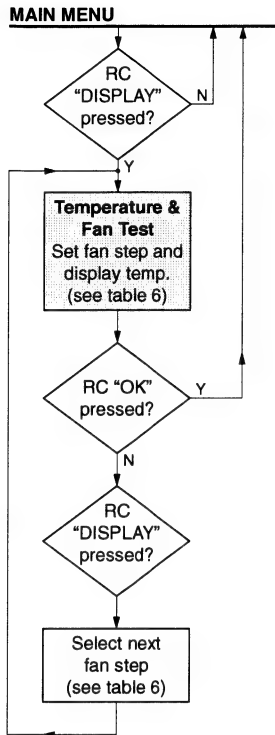 MAIN MENU
RC
“DISPLAY”
pressed?
N
Y
Temperature &
Fan Test
Set fan step and
display temp.
(see table 6)
RC “OK”
pressed?
Y
N
RC
“DISPLAY”
pressed?
Select next
fan step
(see table 6)